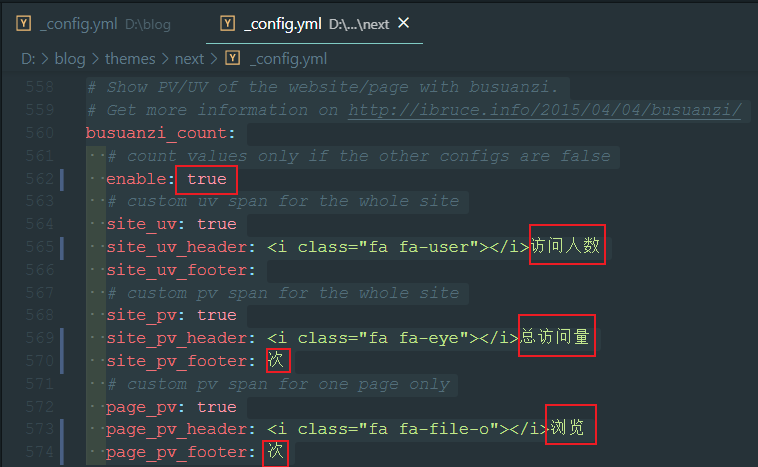 _config.yml D:\blog _config.yml D:\...\next
D: > blog > themes > next > _config.yml
558 # Show PV/UV of the website/page with busuanzi.
559 # Get more information on http://ibruce.info/2015/04/04/busuanzi/
560 busuanzi_count:
561 # count values only if the other configs are false
562 enable: true
563 # custom uv span for the whole site
564 site_uv: true
565 site_uv_header: <i class="fa fa-user"></i>访问人数
566 site_uv_footer:
567 # custom pv span for the whole site
568 site_pv: true
569 site_pv_header: <i class="fa fa-eye"></i>总访问量
570 site_pv_footer: 次
571 # custom pv span for one page only
572 page_pv: true
573 page_pv_header: <i class="fa fa-file-o"></i>浏览
574 page_pv_footer: 次